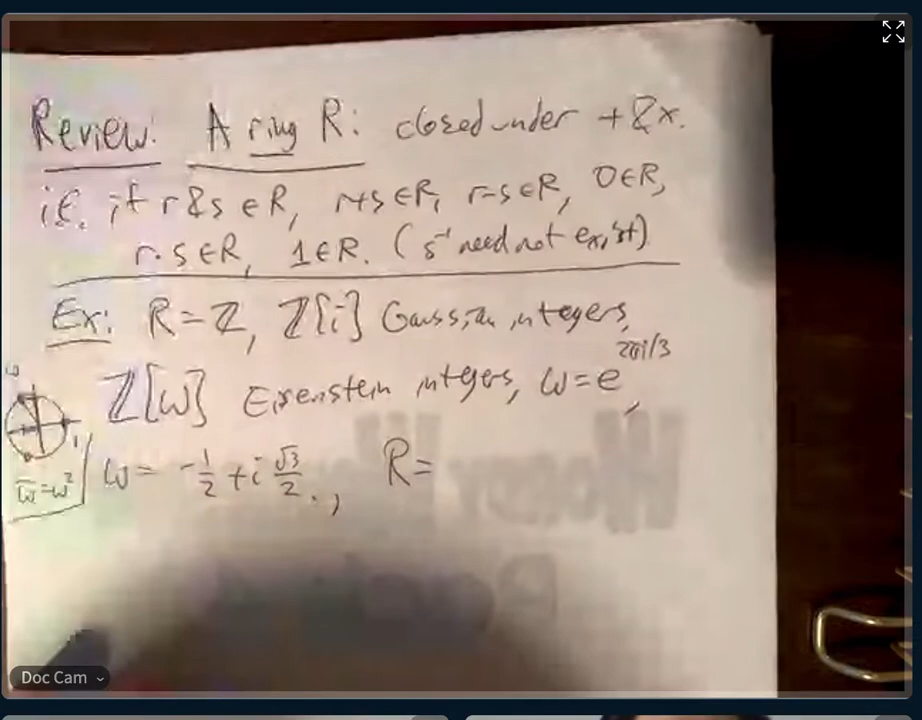 Review: A ring R: closed under + & x.
i.e. if r & s ∈ R, r+s ∈ R, r-s ∈ R, 0 ∈ R,
r·s ∈ R, 1 ∈ R. (s⁻¹ need not exist)
Ex: R = ℤ, ℤ[i] Gaussian integers,
ℤ[ω] Eisenstein integers, ω = e^{2πi/3},
ω
1
ω̄ = ω²
ω = -1/2 + i √3/2., R =
Doc Cam